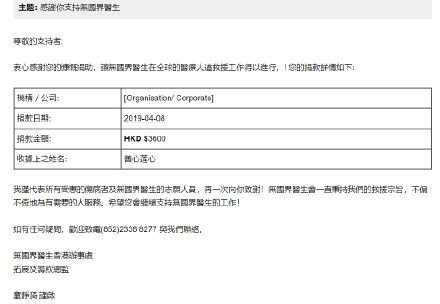 主題: 感謝你支持無國界醫生
尊敬的支持者:
衷心感謝您的慷慨捐助，讓無國界醫生在全球的醫療人道救援工作得以進行，! 您的捐款詳情如下:
機構 / 公司: [Organisation/ Corporate]
捐款日期: 2019-04-08
捐款金額: HKD $3600
收據上之姓名: 善心蓮心
我謹代表所有受惠的傷病者及無國界醫生的志願人員，再一次向你致謝! 無國界醫生會一直秉持我們的救援宗旨，不偏
不倚地為有需要的人服務。希望您會繼續支持無國界醫生的工作!
如有任何疑問，歡迎致電(852)2338 8277 與我們聯絡。
無國界醫生香港辦事處
拓展及籌款總監
童靜漪 謹啟